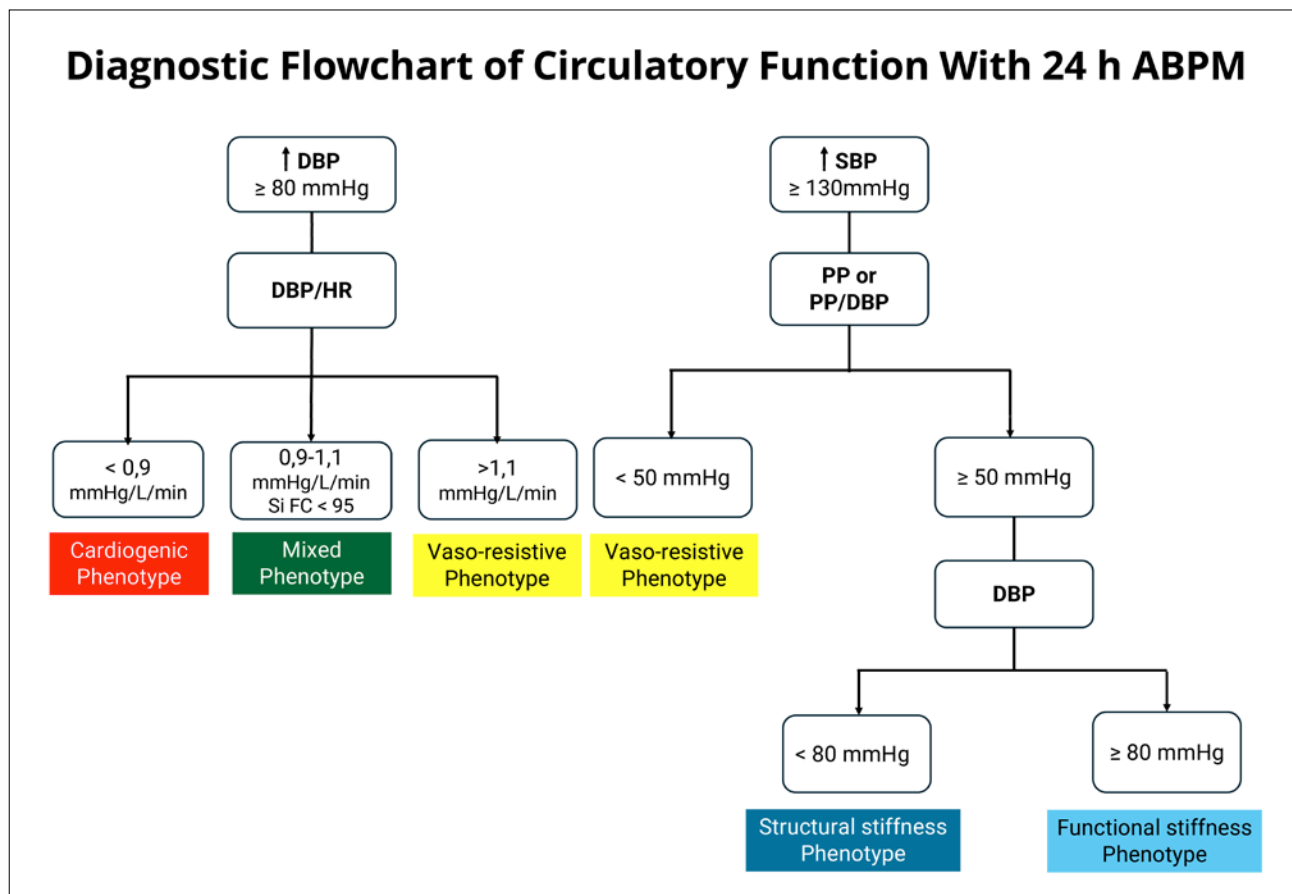 Diagnostic Flowchart of Circulatory Function With 24 h ABPM
↑ DBP
≥ 80 mmHg
DBP/HR
< 0,9
mmHg/L/min
Cardiogenic
Phenotype
0,9-1,1
mmHg/L/min
Si FC < 95
Mixed
Phenotype
>1,1
mmHg/L/min
Vaso-resistive
Phenotype
↑ SBP
≥ 130mmHg
PP or
PP/DBP
< 50 mmHg
Vaso-resistive
Phenotype
≥ 50 mmHg
DBP
< 80 mmHg
Structural stiffness
Phenotype
≥ 80 mmHg
Functional stiffness
Phenotype